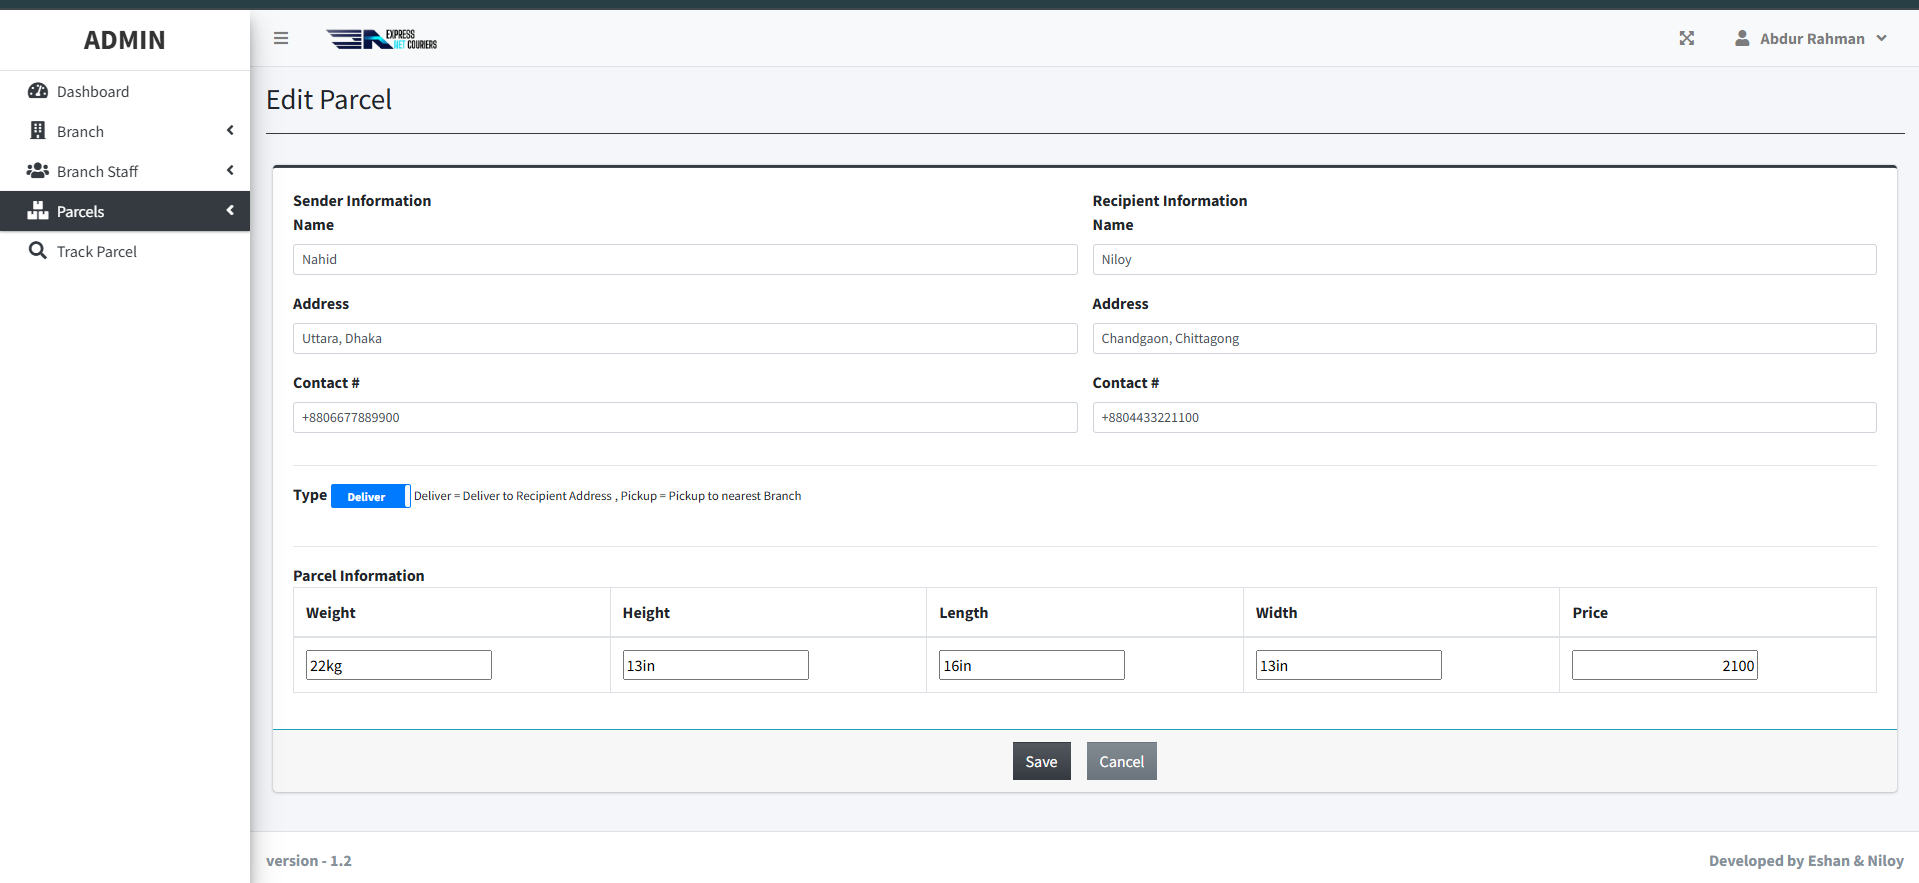 ADMIN
Dashboard
Branch
Branch Staff
Parcels
Track Parcel
EXPRESS
NET COURIERS
Abdur Rahman
Edit Parcel
Sender Information
Name
Nahid
Address
Uttara, Dhaka
Contact #
+8806677889900
Recipient Information
Name
Niloy
Address
Chandgaon, Chittagong
Contact #
+8804433221100
Type Deliver Deliver = Deliver to Recipient Address , Pickup = Pickup to nearest Branch
Parcel Information
Weight Height Length Width Price
22kg 13in 16in 13in 2100
Save Cancel
version - 1.2
Developed by Eshan & Niloy